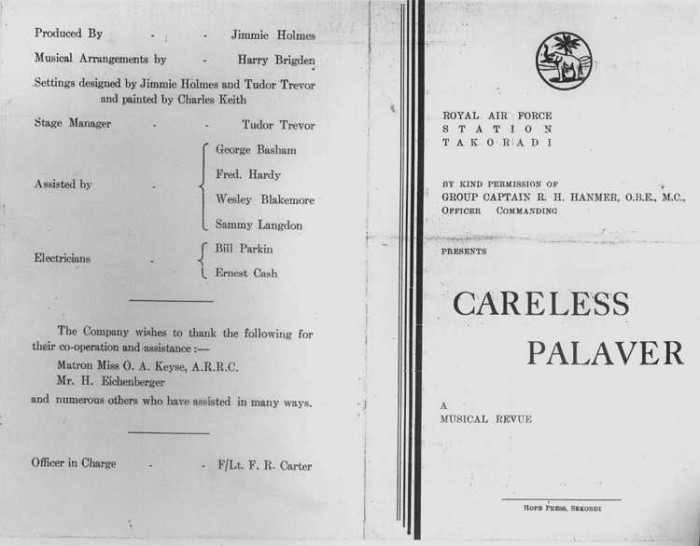 Produced By - - Jimmie Holmes
Musical Arrangements by - Harry Brigden
Settings designed by Jimmie Holmes and Tudor Trevor
and painted by Charles Keith
Stage Manager - - Tudor Trevor
Assisted by -
George Basham
Fred. Hardy
Wesley Blakemore
Sammy Langdon
Electricians -
Bill Parkin
Ernest Cash
The Company wishes to thank the following for
their co-operation and assistance :—
Matron Miss O. A. Keyse, A.R.R.C.
Mr. H. Eichenberger
and numerous others who have assisted in many ways.
Officer in Charge - - F/Lt. F. R. Carter
ROYAL AIR FORCE
STATION
TAKORADI
BY KIND PERMISSION OF
GROUP CAPTAIN R. H. HANMER, O.B.E., M.C.,
OFFICER COMMANDING
PRESENTS
CARELESS
PALAVER
A
MUSICAL REVUE
HOPE PRESS, SEKONDI